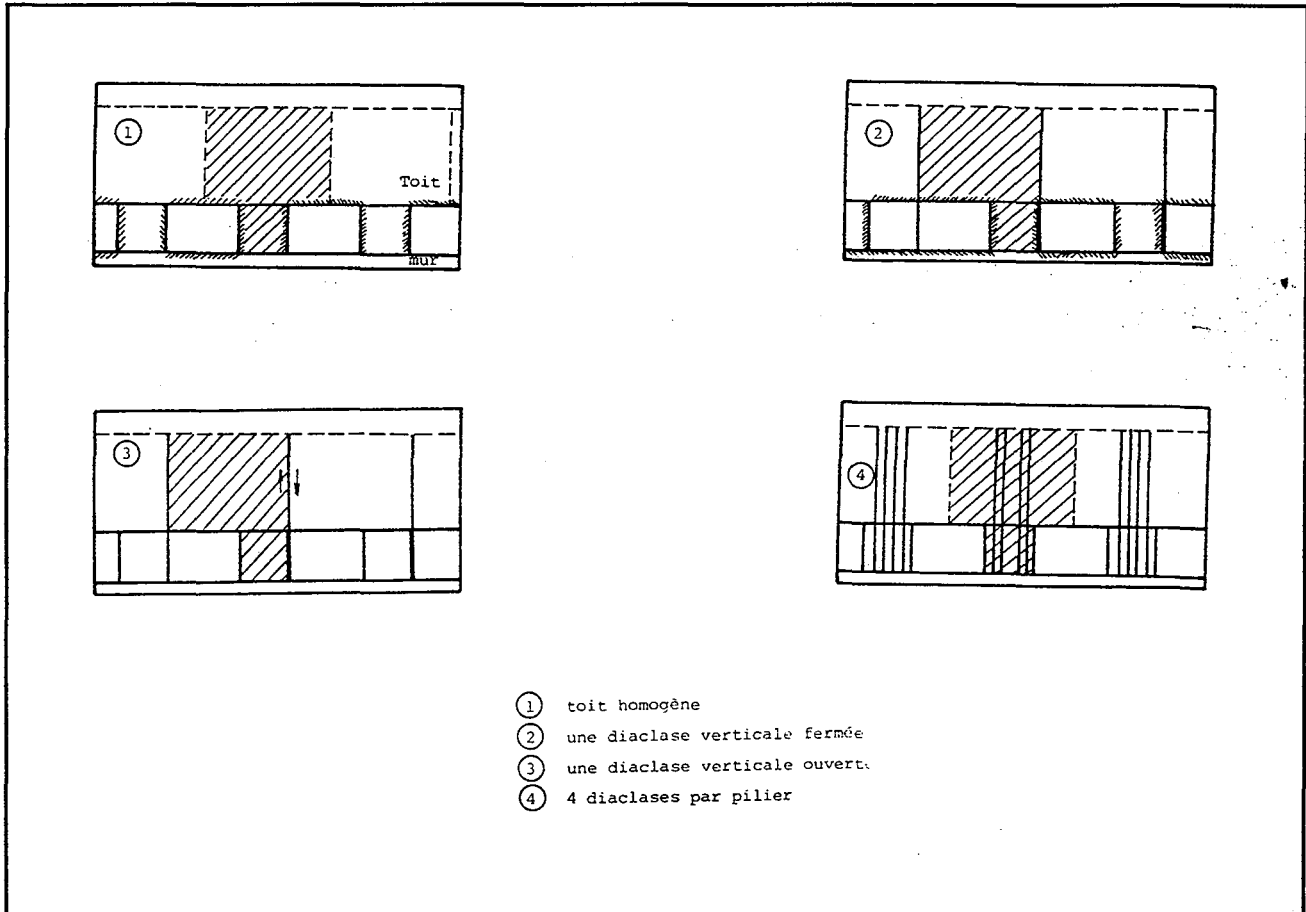 ①
Toit
mur
②
③
④
① toit homogène
② une diaclase verticale fermée
③ une diaclase verticale ouverte
④ 4 diaclases par pilier